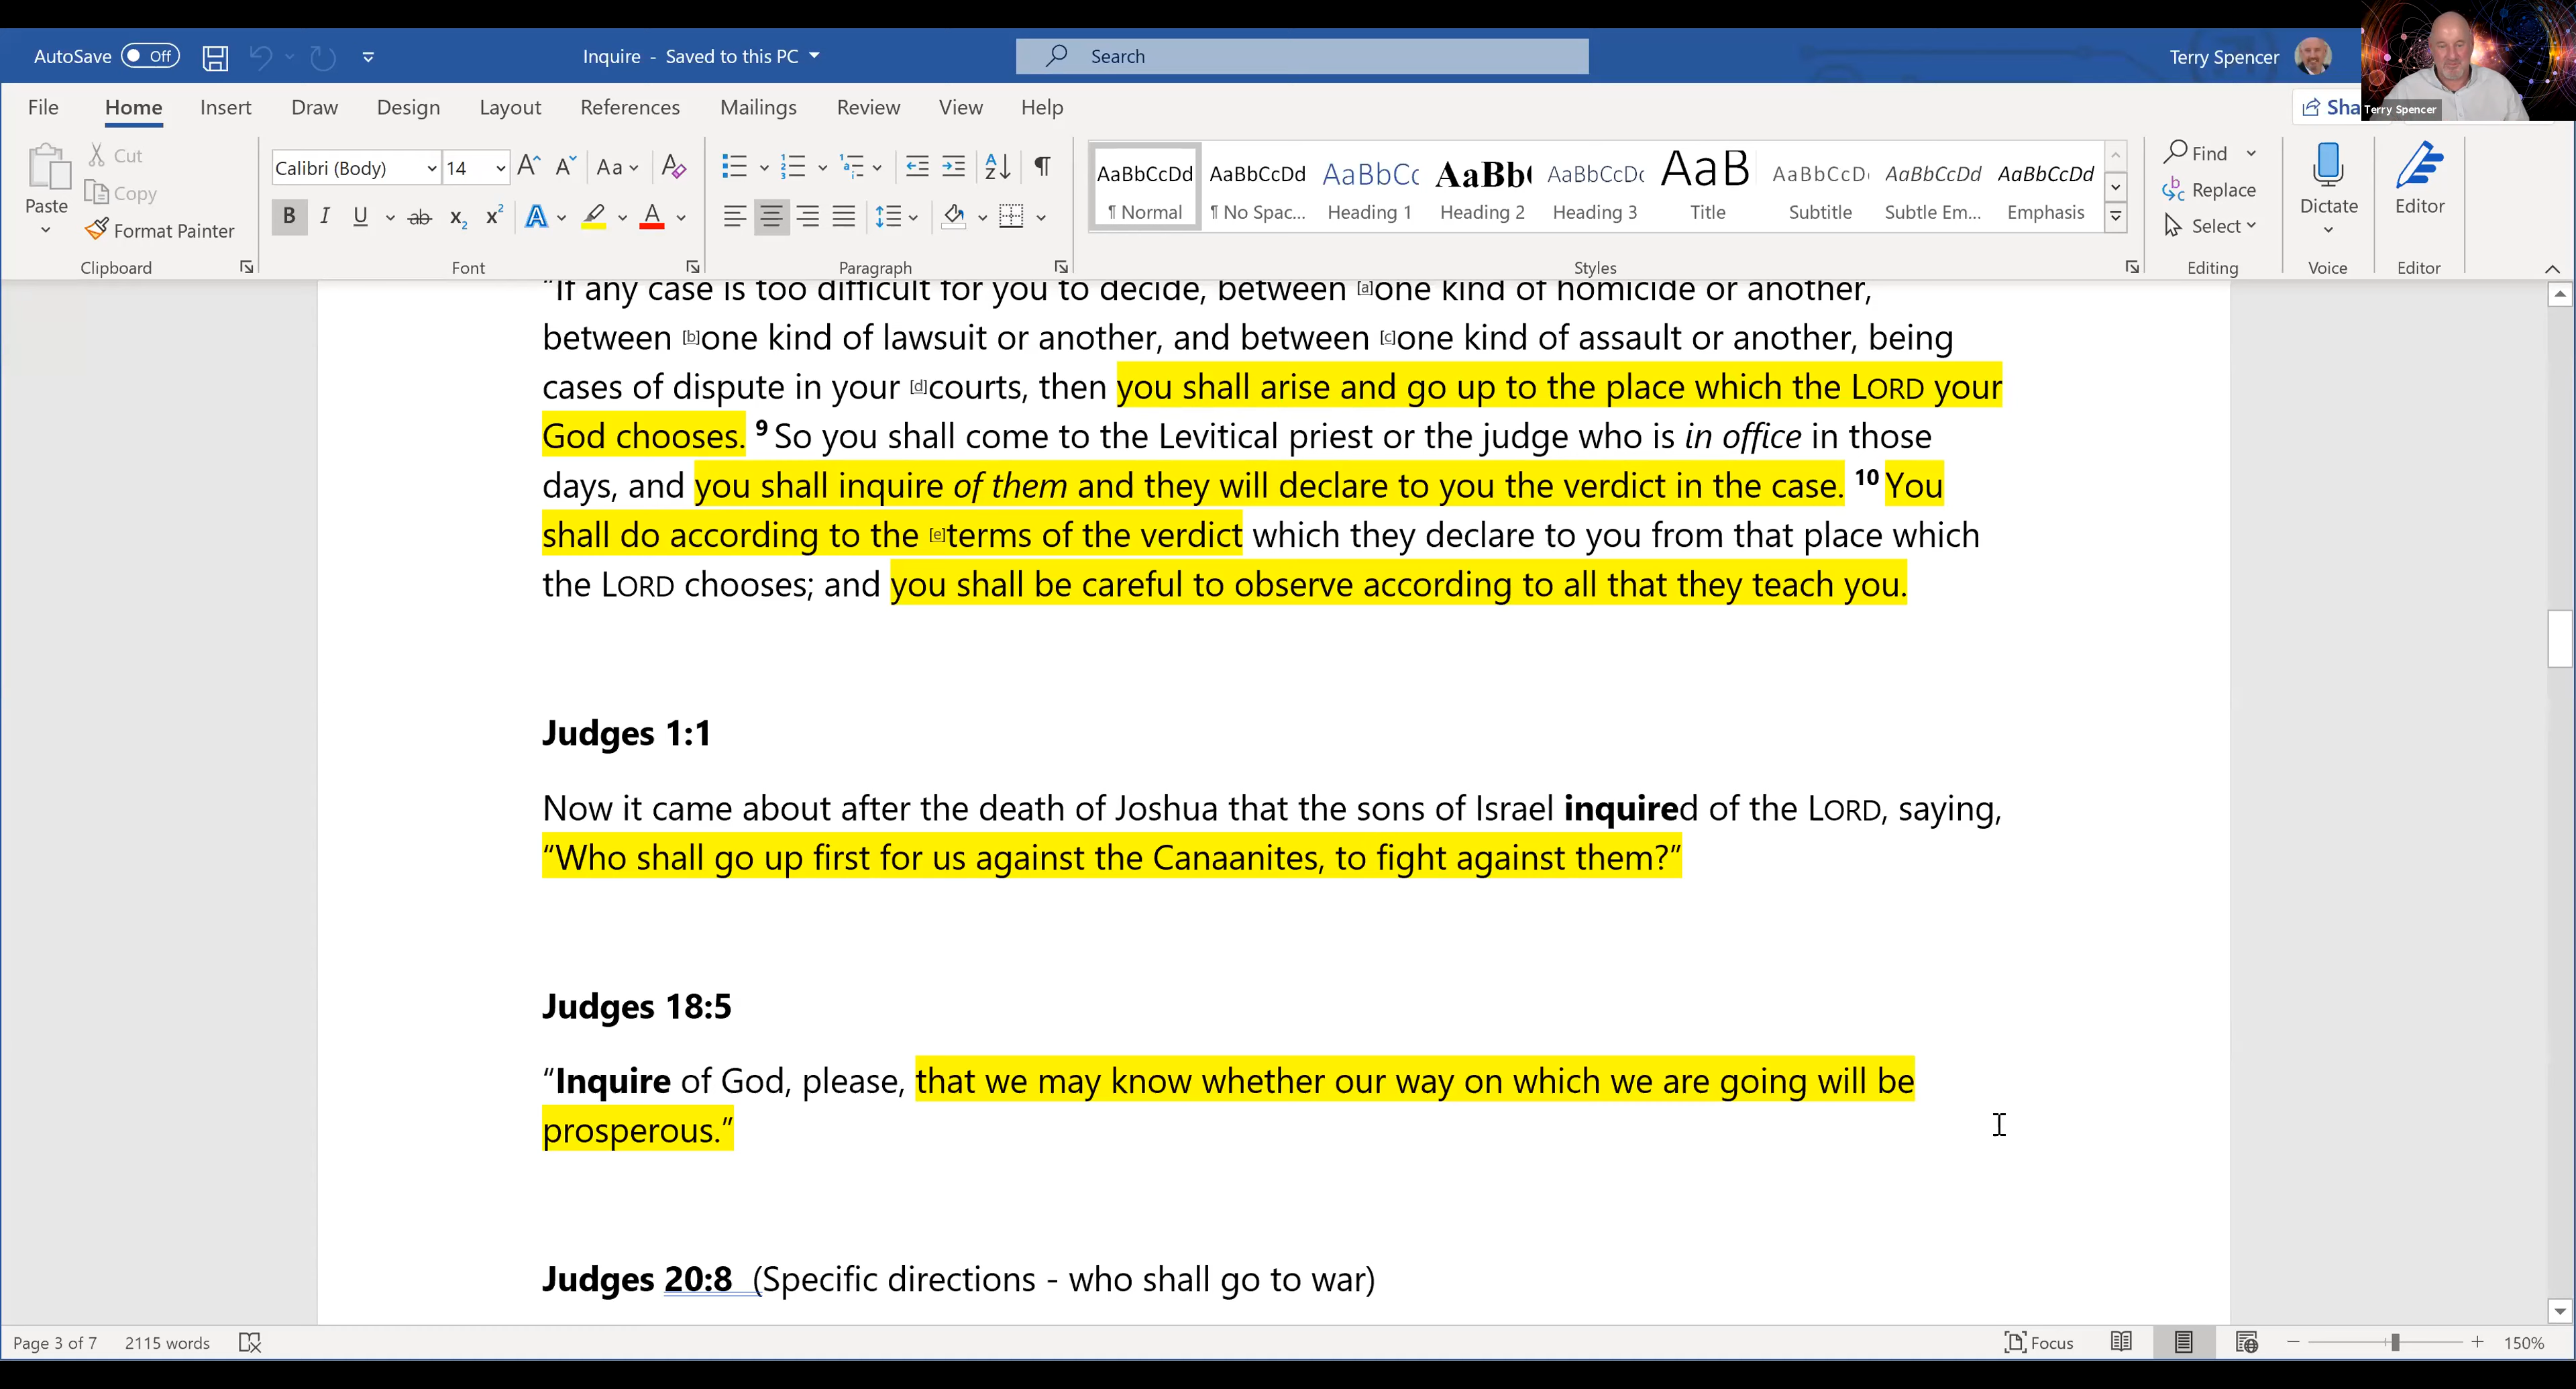 AutoSave Off Inquire - Saved to this PC Search Terry Spencer
File Home Insert Draw Design Layout References Mailings Review View Help Sha Terry Spencer
Paste Cut Copy Format Painter
Clipboard
Calibri (Body) 14 Aa
B I U ab x₂ x² A A
Font
Paragraph
AaBbCcDd AaBbCcDd AaBbCc AaBb AaBbCcDc AaB AaBbCcD AaBbCcDd AaBbCcDd
¶ Normal ¶ No Spac... Heading 1 Heading 2 Heading 3 Title Subtitle Subtle Em... Emphasis
Styles
Find
Replace
Select
Editing
Dictate
Voice
Editor
Editor
“If any case is too difficult for you to decide, between [a]one kind of homicide or another,
between [b]one kind of lawsuit or another, and between [c]one kind of assault or another, being
cases of dispute in your [d]courts, then you shall arise and go up to the place which the LORD your
God chooses. 9 So you shall come to the Levitical priest or the judge who is in office in those
days, and you shall inquire of them and they will declare to you the verdict in the case. 10 You
shall do according to the [e]terms of the verdict which they declare to you from that place which
the LORD chooses; and you shall be careful to observe according to all that they teach you.
Judges 1:1
Now it came about after the death of Joshua that the sons of Israel inquired of the LORD, saying,
“Who shall go up first for us against the Canaanites, to fight against them?”
Judges 18:5
“Inquire of God, please, that we may know whether our way on which we are going will be
prosperous.”
Judges 20:8 (Specific directions - who shall go to war)
Page 3 of 7 2115 words Focus 150%